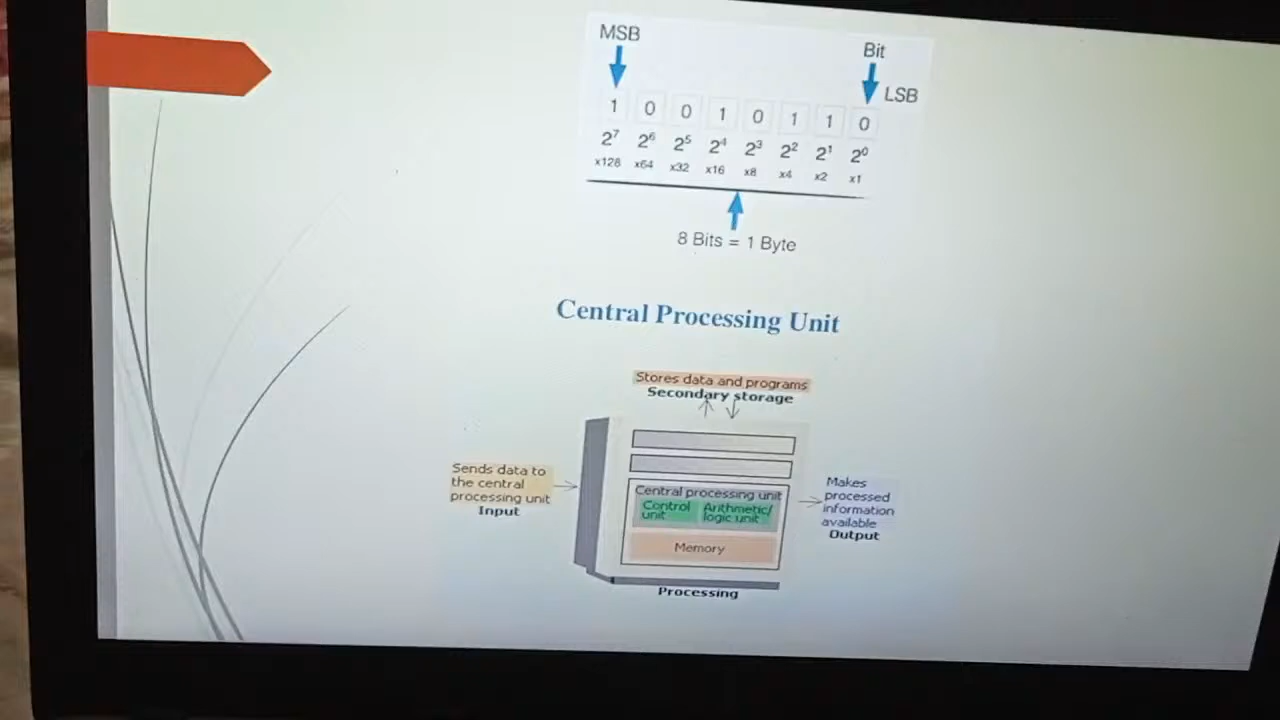 MSB
Bit
LSB
1 0 0 1 0 1 1 0
2⁷ 2⁶ 2⁵ 2⁴ 2³ 2² 2¹ 2⁰
x128 x64 x32 x16 x8 x4 x2 x1
8 Bits = 1 Byte
Central Processing Unit
Stores data and programs
Secondary storage
Sends data to
the central
processing unit
Input
Central processing unit
Control
unit
Arithmetic/
logic unit
Memory
Processing
Makes
processed
information
available
Output